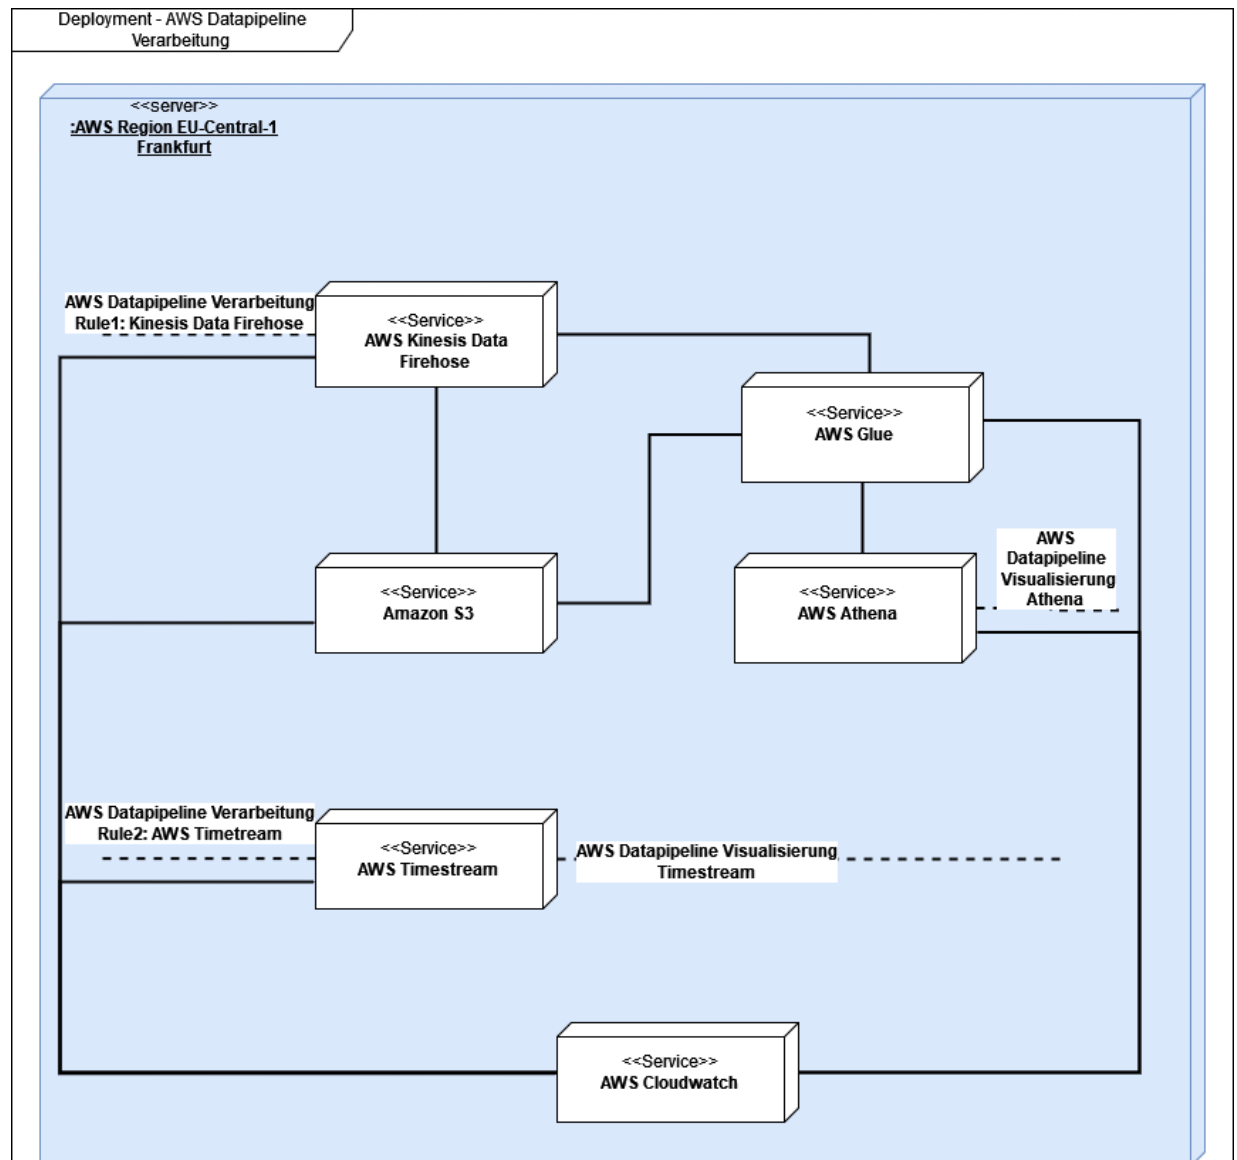 Deployment - AWS Datapipeline
Verarbeitung
<<server>>
:AWS Region EU-Central-1
Frankfurt
AWS Datapipeline Verarbeitung
Rule1: Kinesis Data Firehose
<<Service>>
AWS Kinesis Data
Firehose
<<Service>>
AWS Glue
<<Service>>
Amazon S3
<<Service>>
AWS Athena
AWS
Datapipeline
Visualisierung
Athena
AWS Datapipeline Verarbeitung
Rule2: AWS Timetream
<<Service>>
AWS Timestream
AWS Datapipeline Visualisierung
Timestream
<<Service>>
AWS Cloudwatch